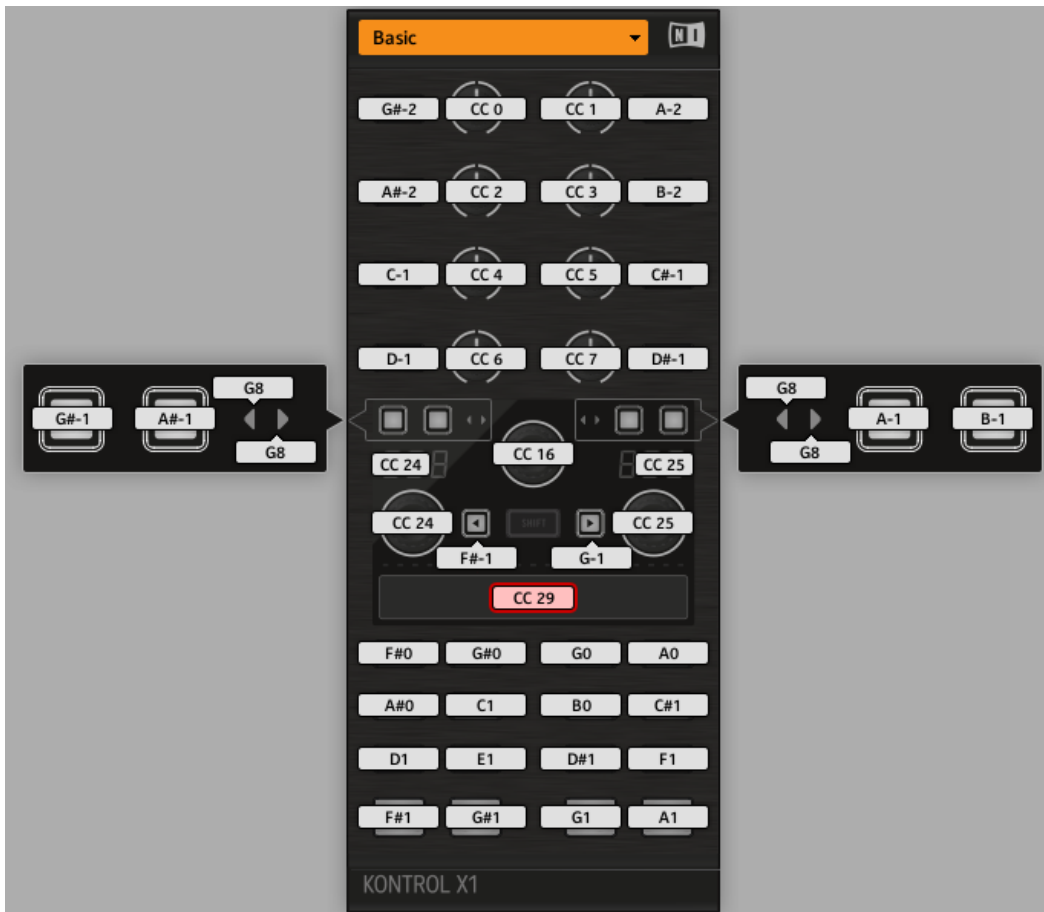 Basic
NI
G#-2 CC 0 CC 1 A-2
A#-2 CC 2 CC 3 B-2
C-1 CC 4 CC 5 C#-1
D-1 CC 6 CC 7 D#-1
G8 G8
G#-1 A#-1 A-1 B-1
G8 G8
CC 24 CC 16 CC 25
CC 24 SHIFT CC 25
F#-1 G-1
CC 29
F#0 G#0 G0 A0
A#0 C1 B0 C#1
D1 E1 D#1 F1
F#1 G#1 G1 A1
KONTROL X1